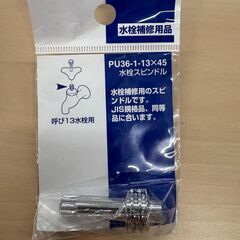 水栓補修用品
PU36-1-13×45
水栓スピンドル
水栓補修用のスピ
ンドルです。
JIS規格品、同等
品に合います。
呼び13水栓用